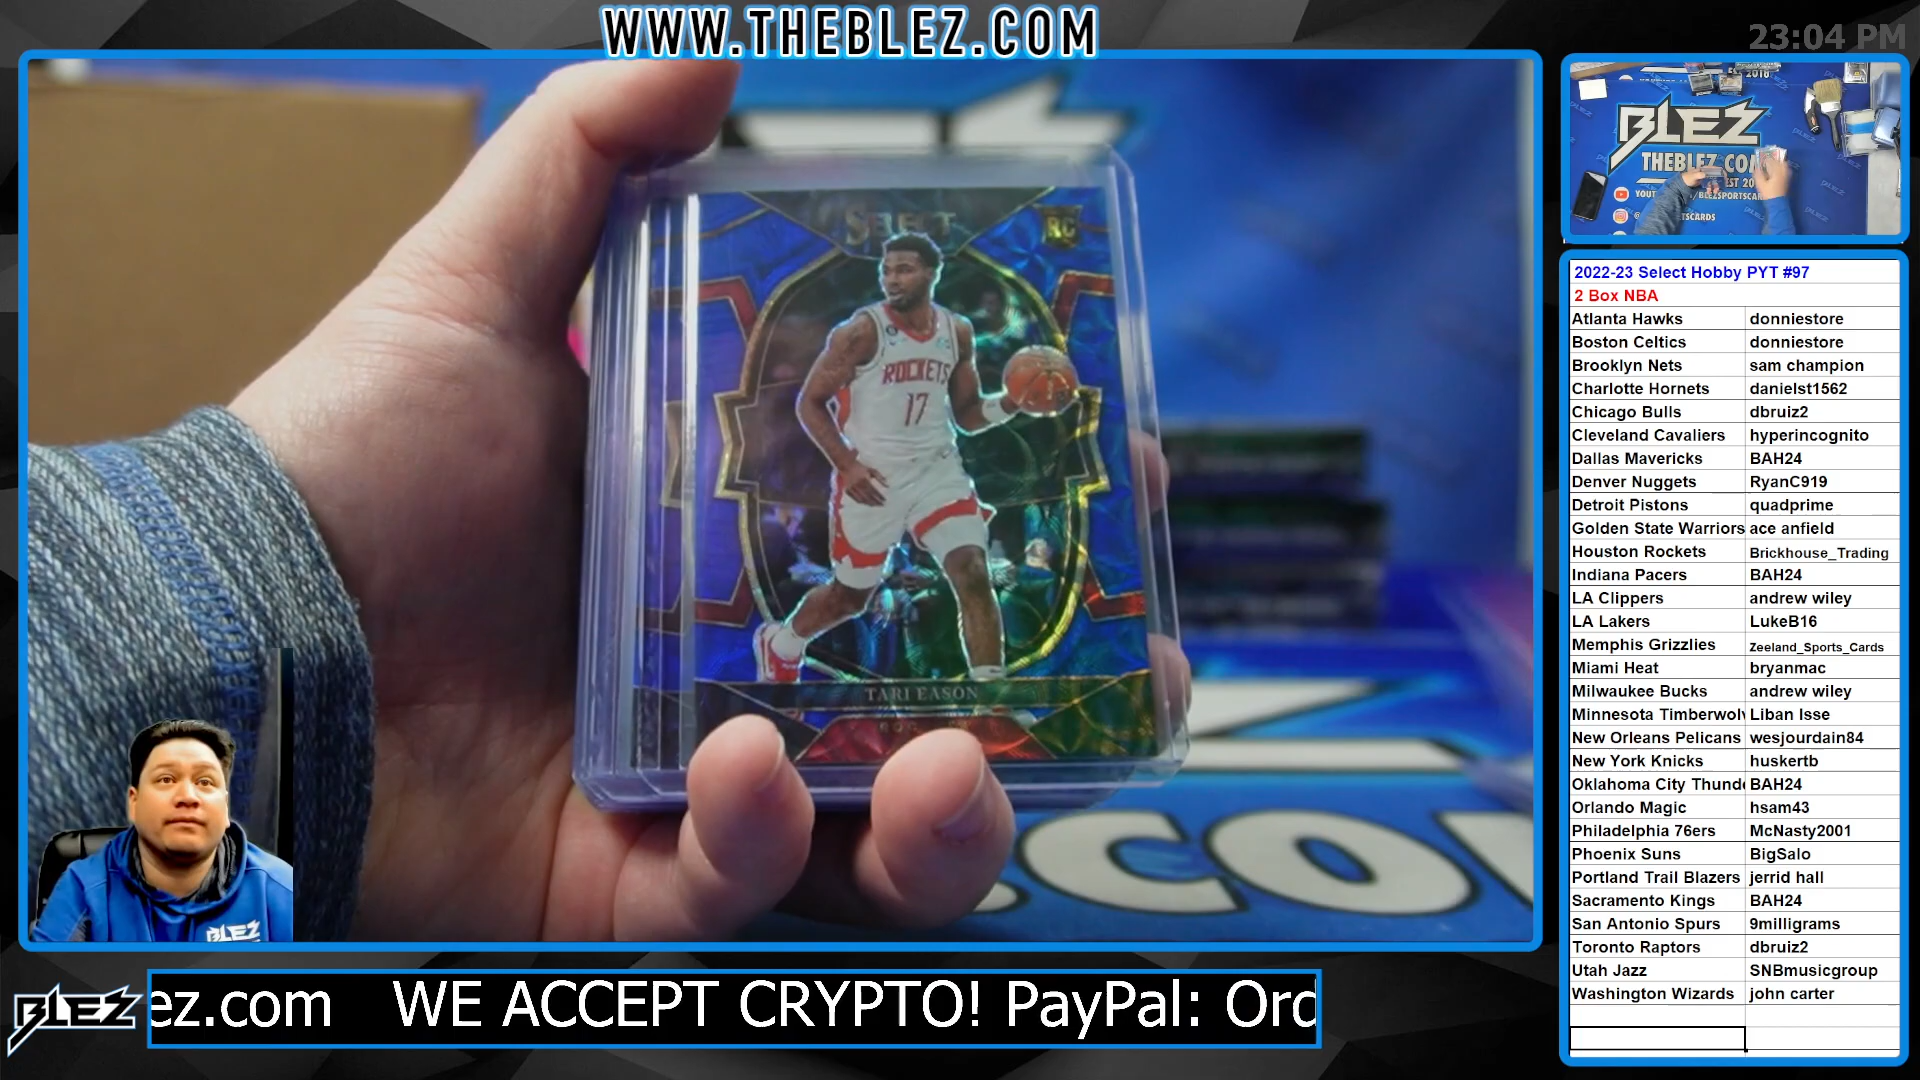 WWW.THEBLEZ.COM
23:04 PM
SELECT
RC
ROCKETS
17
TARI EASON
BLEZ
THEBLEZ.COM
2022-23 Select Hobby PYT #97
2 Box NBA
Atlanta Hawks donniestore
Boston Celtics donniestore
Brooklyn Nets sam champion
Charlotte Hornets danielst1562
Chicago Bulls dbruiz2
Cleveland Cavaliers hyperincognito
Dallas Mavericks BAH24
Denver Nuggets RyanC919
Detroit Pistons quadprime
Golden State Warriors ace anfield
Houston Rockets Brickhouse_Trading
Indiana Pacers BAH24
LA Clippers andrew wiley
LA Lakers LukeB16
Memphis Grizzlies Zeeland_Sports_Cards
Miami Heat bryanmac
Milwaukee Bucks andrew wiley
Minnesota Timberwolv Liban Isse
New Orleans Pelicans wesjourdain84
New York Knicks huskertb
Oklahoma City Thunde BAH24
Orlando Magic hsam43
Philadelphia 76ers McNasty2001
Phoenix Suns BigSalo
Portland Trail Blazers jerrid hall
Sacramento Kings BAH24
San Antonio Spurs 9milligrams
Toronto Raptors dbruiz2
Utah Jazz SNBmusicgroup
Washington Wizards john carter
BLEZ
.CO
BLEZ
ez.com WE ACCEPT CRYPTO! PayPal: Ord